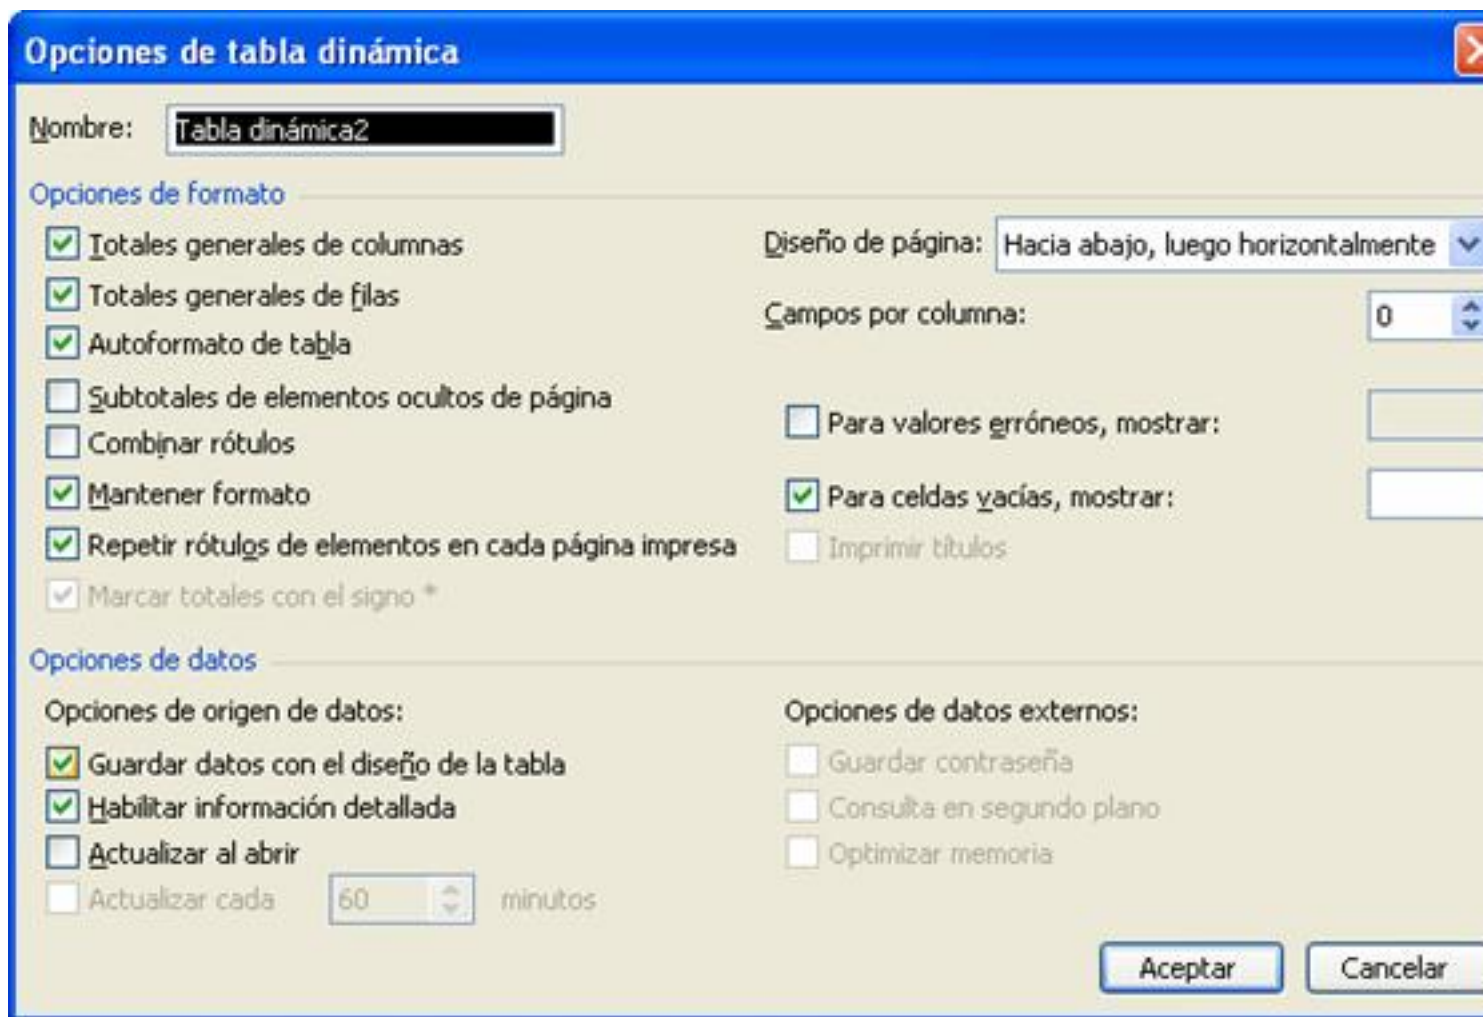 Opciones de tabla dinámica
Nombre: Tabla dinámica2
Opciones de formato
Totales generales de columnas
Totales generales de filas
Autoformato de tabla
Subtotales de elementos ocultos de página
Combinar rótulos
Mantener formato
Repetir rótulos de elementos en cada página impresa
Marcar totales con el signo *
Diseño de página: Hacia abajo, luego horizontalmente
Campos por columna: 0
Para valores erróneos, mostrar:
Para celdas vacías, mostrar:
Imprimir títulos
Opciones de datos
Opciones de origen de datos:
Guardar datos con el diseño de la tabla
Habilitar información detallada
Actualizar al abrir
Actualizar cada 60 minutos
Opciones de datos externos:
Guardar contraseña
Consulta en segundo plano
Optimizar memoria
Aceptar Cancelar